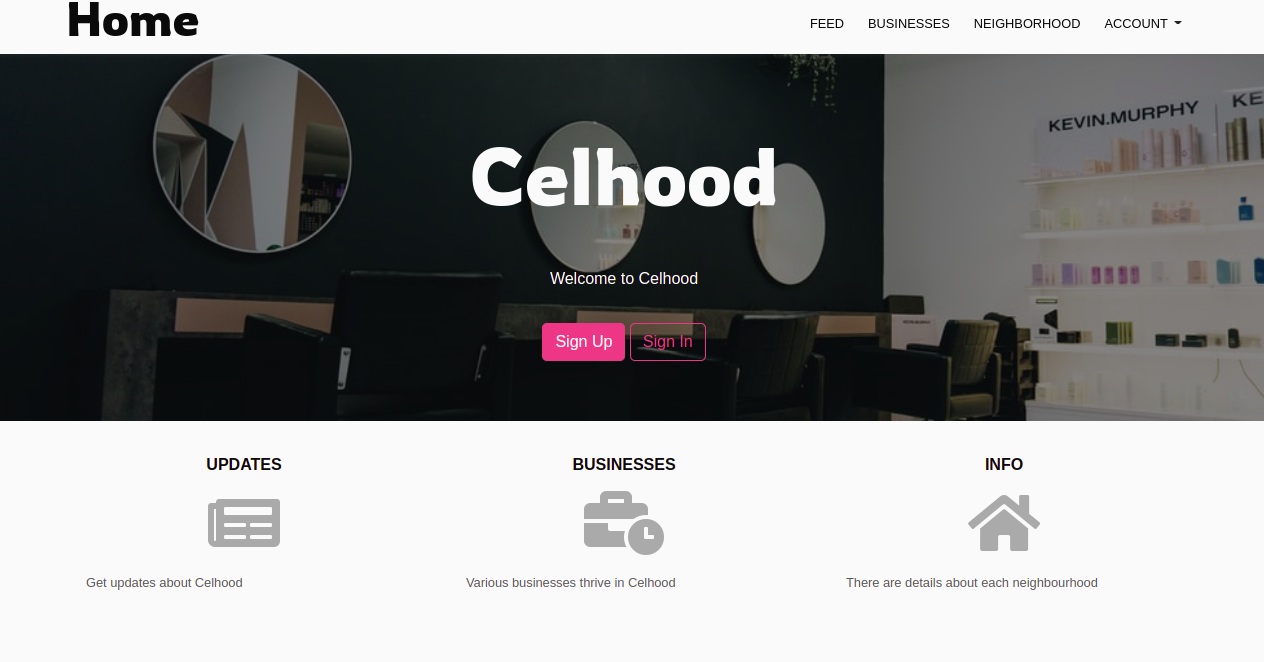 Home
FEED BUSINESSES NEIGHBORHOOD ACCOUNT
KEVIN.MURPHY
KE
Celhood
Welcome to Celhood
Sign Up Sign In
UPDATES BUSINESSES INFO
Get updates about Celhood
Various businesses thrive in Celhood
There are details about each neighbourhood